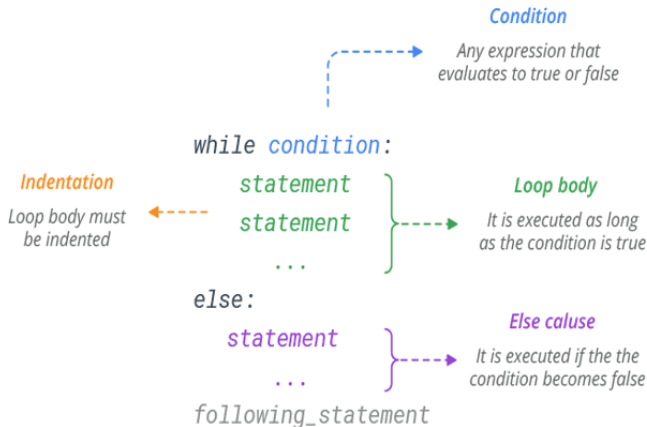 Condition
Any expression that
evaluates to true or false
while condition:
Indentation
Loop body must
be indented
statement
statement
...
Loop body
It is executed as long
as the condition is true
else:
statement
...
Else caluse
It is executed if the the
condition becomes false
following_statement